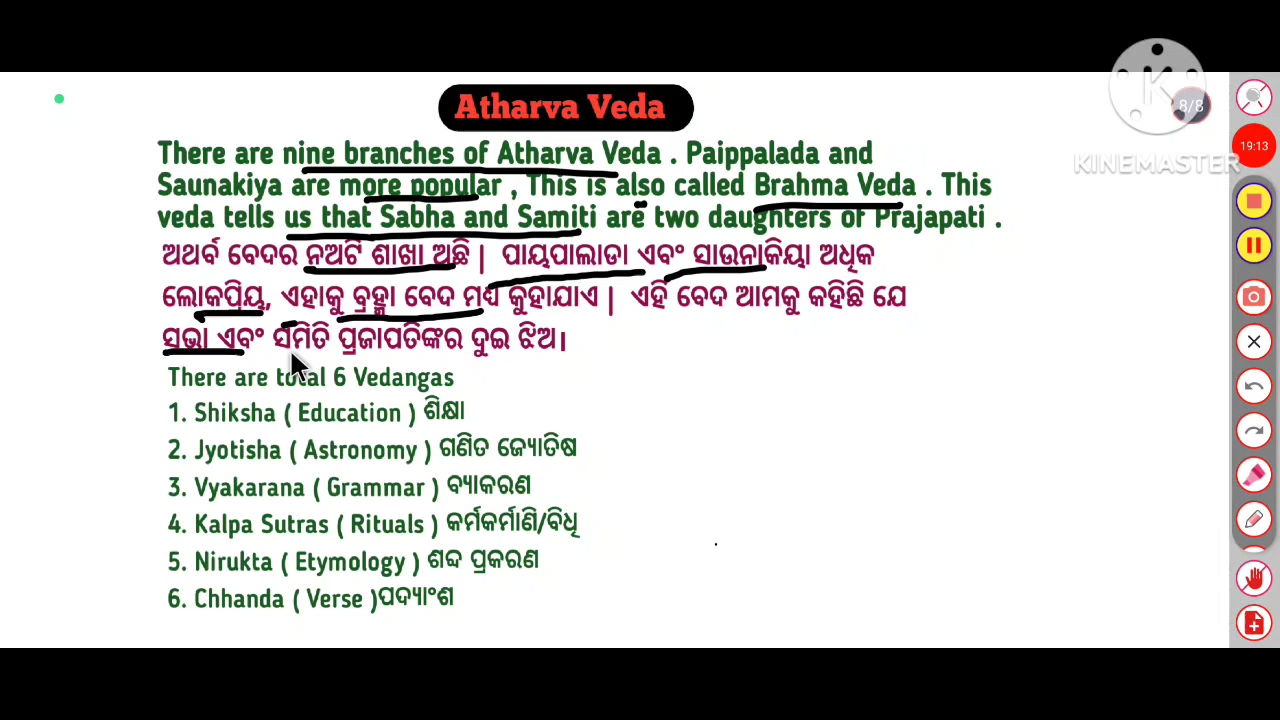 Atharva Veda
8/8
19:13
KINEMASTER
There are nine branches of Atharva Veda . Paippalada and
Saunakiya are more popular , This is also called Brahma Veda . This
veda tells us that Sabha and Samiti are two daughters of Prajapati .
ଅଥର୍ବ ବେଦର ନଅଟି ଶାଖା ଅଛି | ପାୟପାଲାଡା ଏବଂ ସାଉନାକିୟା ଅଧିକ
ଲୋକପ୍ରିୟ, ଏହାକୁ ବ୍ରହ୍ମା ବେଦ ମଧ୍ୟ କୁହାଯାଏ | ଏହି ବେଦ ଆମକୁ କହିଛି ଯେ
ସଭା ଏବଂ ସମିତି ପ୍ରଜାପତିଙ୍କର ଦୁଇ ଝିଅ।
There are total 6 Vedangas
1. Shiksha ( Education ) ଶିକ୍ଷା
2. Jyotisha ( Astronomy ) ଗଣିତ ଜ୍ୟୋତିଷ
3. Vyakarana ( Grammar ) ବ୍ୟାକରଣ
4. Kalpa Sutras ( Rituals ) କର୍ମକର୍ମାଣି/ବିଧି
5. Nirukta ( Etymology ) ଶବ୍ଦ ପ୍ରକରଣ
6. Chhanda ( Verse )ପଦ୍ୟାଂଶ